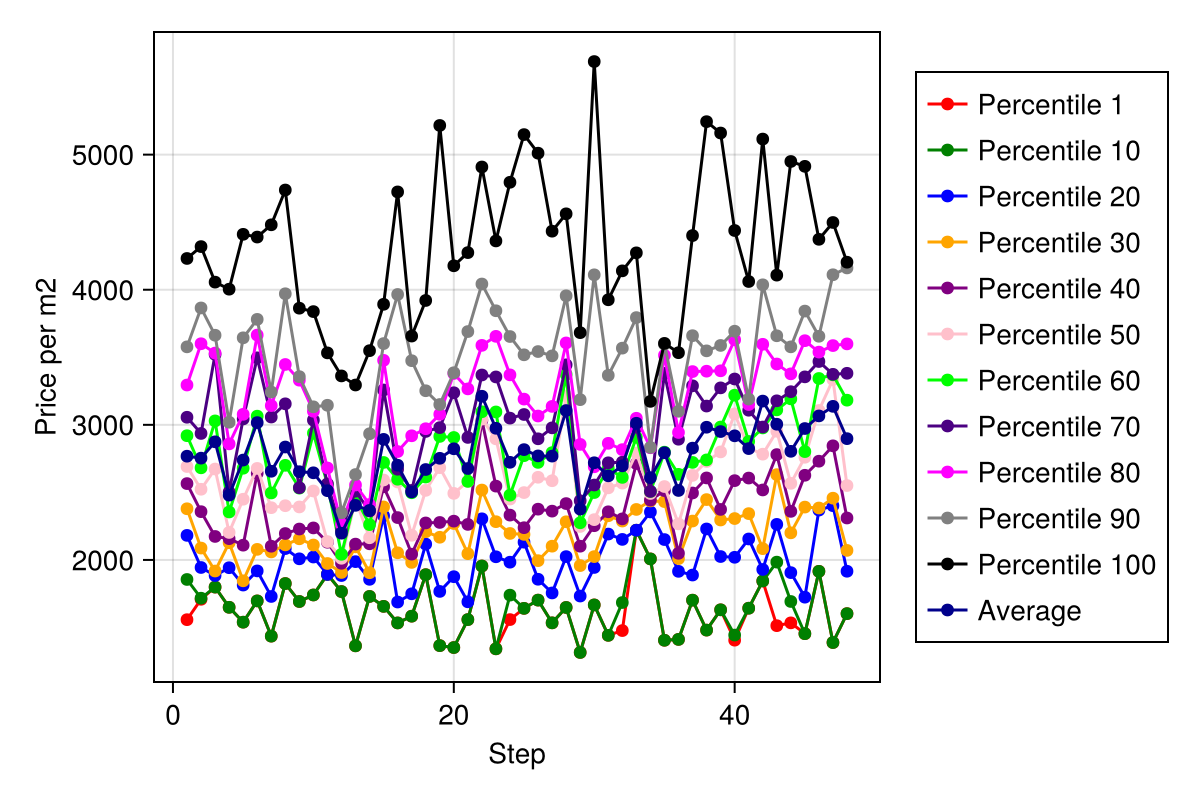 Price per m2
5000
4000
3000
2000
0
20
40
Step
Percentile 1
Percentile 10
Percentile 20
Percentile 30
Percentile 40
Percentile 50
Percentile 60
Percentile 70
Percentile 80
Percentile 90
Percentile 100
Average